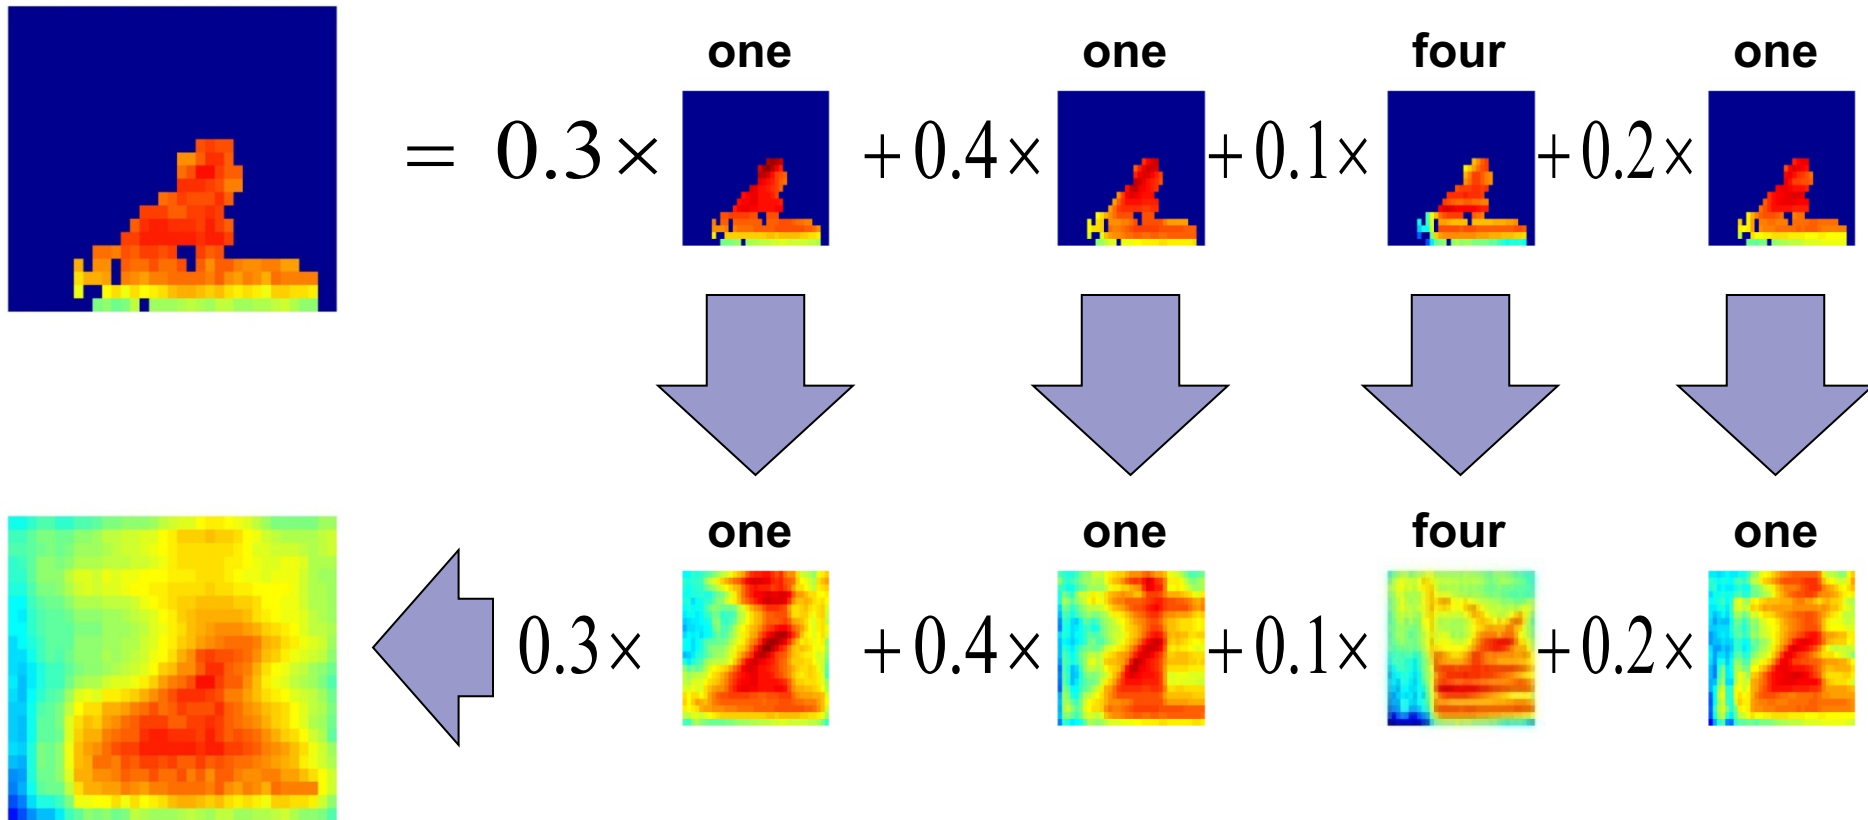 one one four one
= 0.3× +0.4× +0.1× +0.2×
one one four one
0.3× +0.4× +0.1× +0.2×